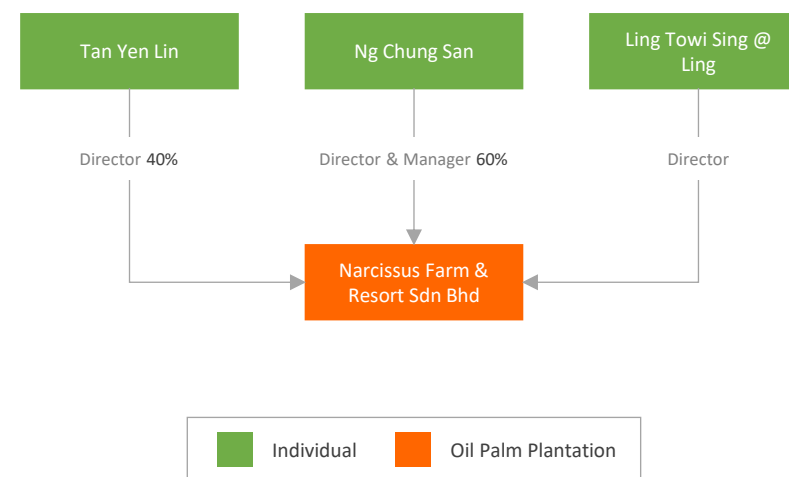 Tan Yen Lin
Ng Chung San
Ling Towi Sing @
Ling
Director 40%
Director & Manager 60%
Director
Narcissus Farm &
Resort Sdn Bhd
Individual
Oil Palm Plantation